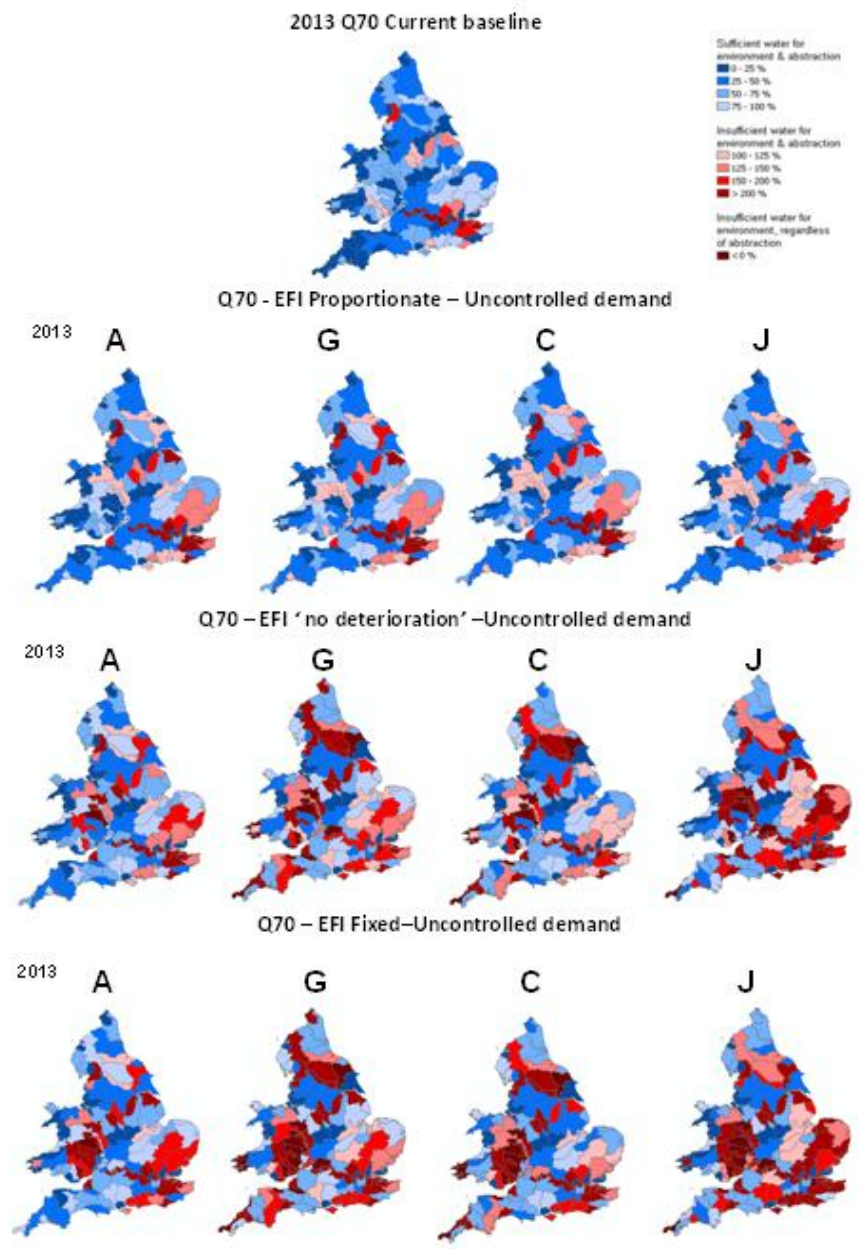 2013 Q70 Current baseline
Sufficient water for
environment & abstraction
0 - 25 %
25 - 50 %
50 - 75 %
75 - 100 %
Insufficient water for
environment & abstraction
100 - 125 %
125 - 150 %
150 - 200 %
> 200 %
Insufficient water for
environment, regardless
of abstraction
<0 %
Q70 - EFI Proportionate – Uncontrolled demand
2013 A G C J
Q70 – EFI ‘ no deterioration’ –Uncontrolled demand
2013 A G C J
Q70 – EFI Fixed–Uncontrolled demand
2013 A G C J